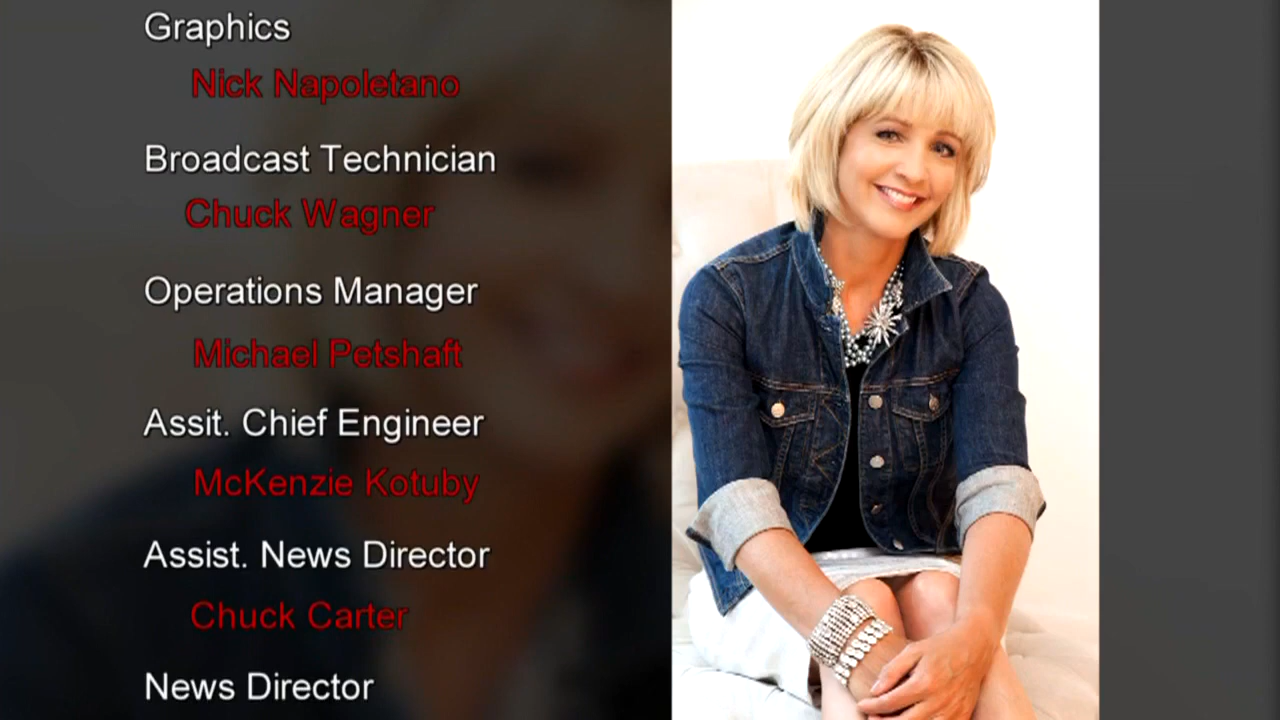 Graphics
Nick Napoletano
Broadcast Technician
Chuck Wagner
Operations Manager
Michael Petshaft
Assit. Chief Engineer
McKenzie Kotuby
Assist. News Director
Chuck Carter
News Director